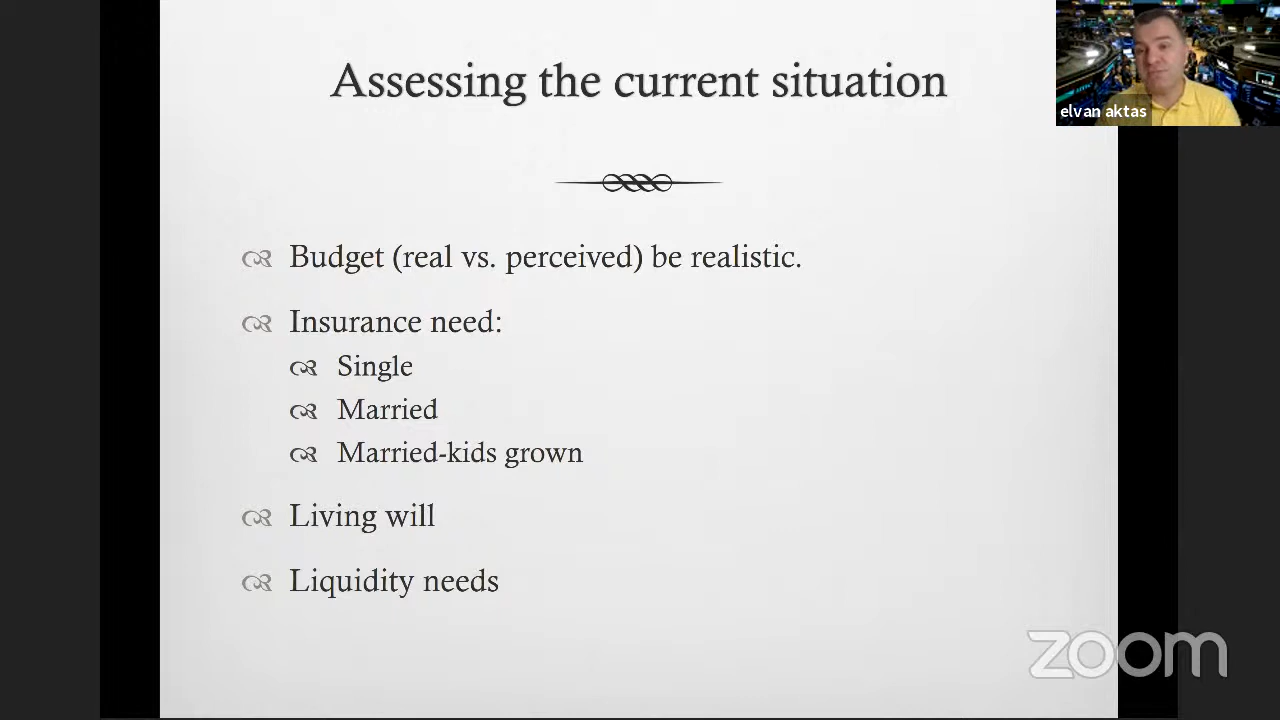 Assessing the current situation
elvan aktas
Budget (real vs. perceived) be realistic.
Insurance need:
Single
Married
Married-kids grown
Living will
Liquidity needs
zoom